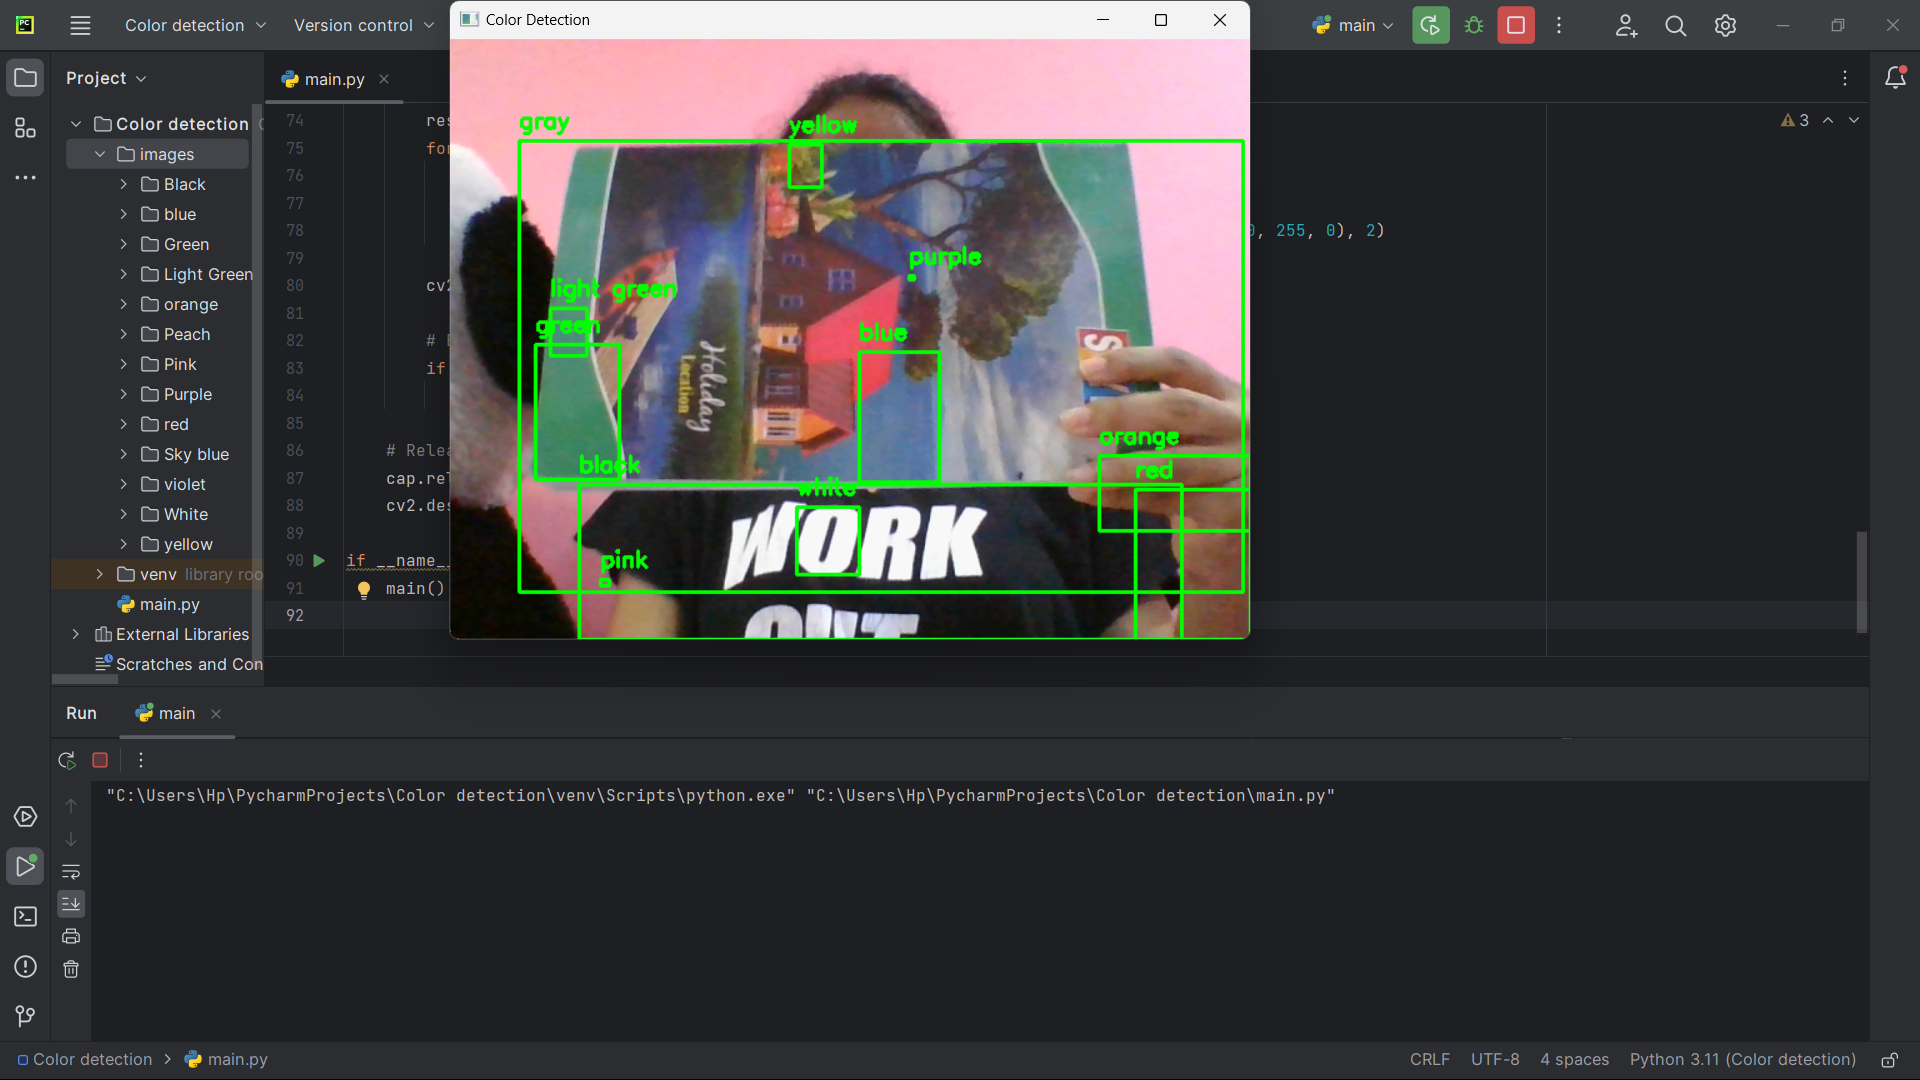 Color detection
Version control
Color Detection
main
Project
main.py
Color detection
images
Black
blue
Green
Light Green
orange
Peach
Pink
Purple
red
Sky blue
violet
White
yellow
venv library roo
main.py
External Libraries
Scratches and Con
74 res
75 for
76
77
78 0, 255, 0), 2)
79
80 cv2
81
82 # E
83 if
84
85
86 # Relea
87 cap.rel
88 cv2.des
89
90 if __name_
91 main()
92
3
gray
yellow
purple
light green
green
blue
Holiday
Location
orange
red
black
white
pink
WORK
OUT
Run
main
"C:\Users\Hp\PycharmProjects\Color detection\venv\Scripts\python.exe" "C:\Users\Hp\PycharmProjects\Color detection\main.py"
Color detection > main.py
CRLF UTF-8 4 spaces Python 3.11 (Color detection)